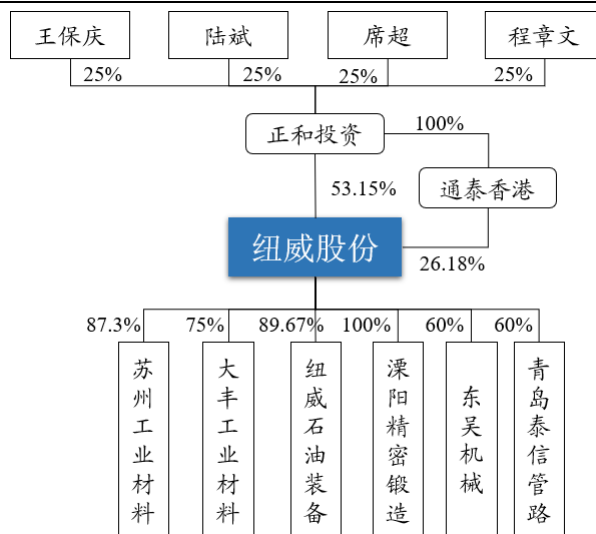 王保庆 陆斌 席超 程章文
25% 25% 25% 25%
正和投资 100%
53.15% 通泰香港
纽威股份
26.18%
87.3% 75% 89.67% 100% 60% 60%
苏州工业材料
大丰工业材料
纽威石油装备
溧阳精密锻造
东吴机械
青岛泰信管路